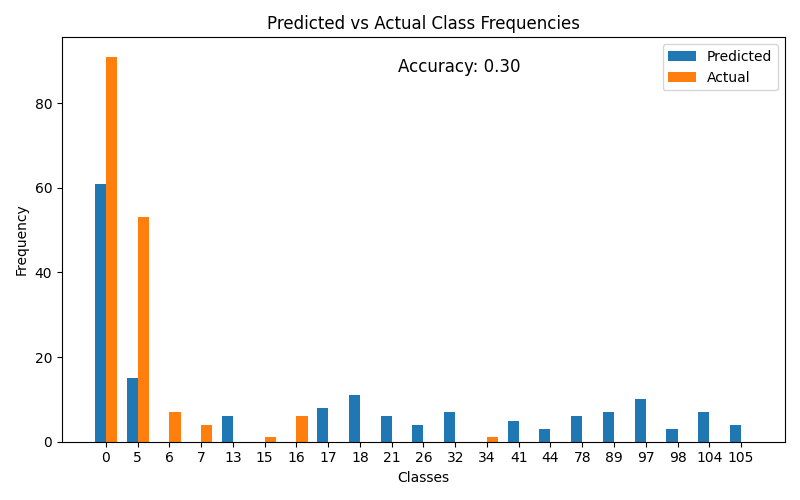 Predicted vs Actual Class Frequencies
Accuracy: 0.30
Predicted
Actual
Frequency
80
60
40
20
0
0 5 6 7 13 15 16 17 18 21 26 32 34 41 44 78 89 97 98 104 105
Classes